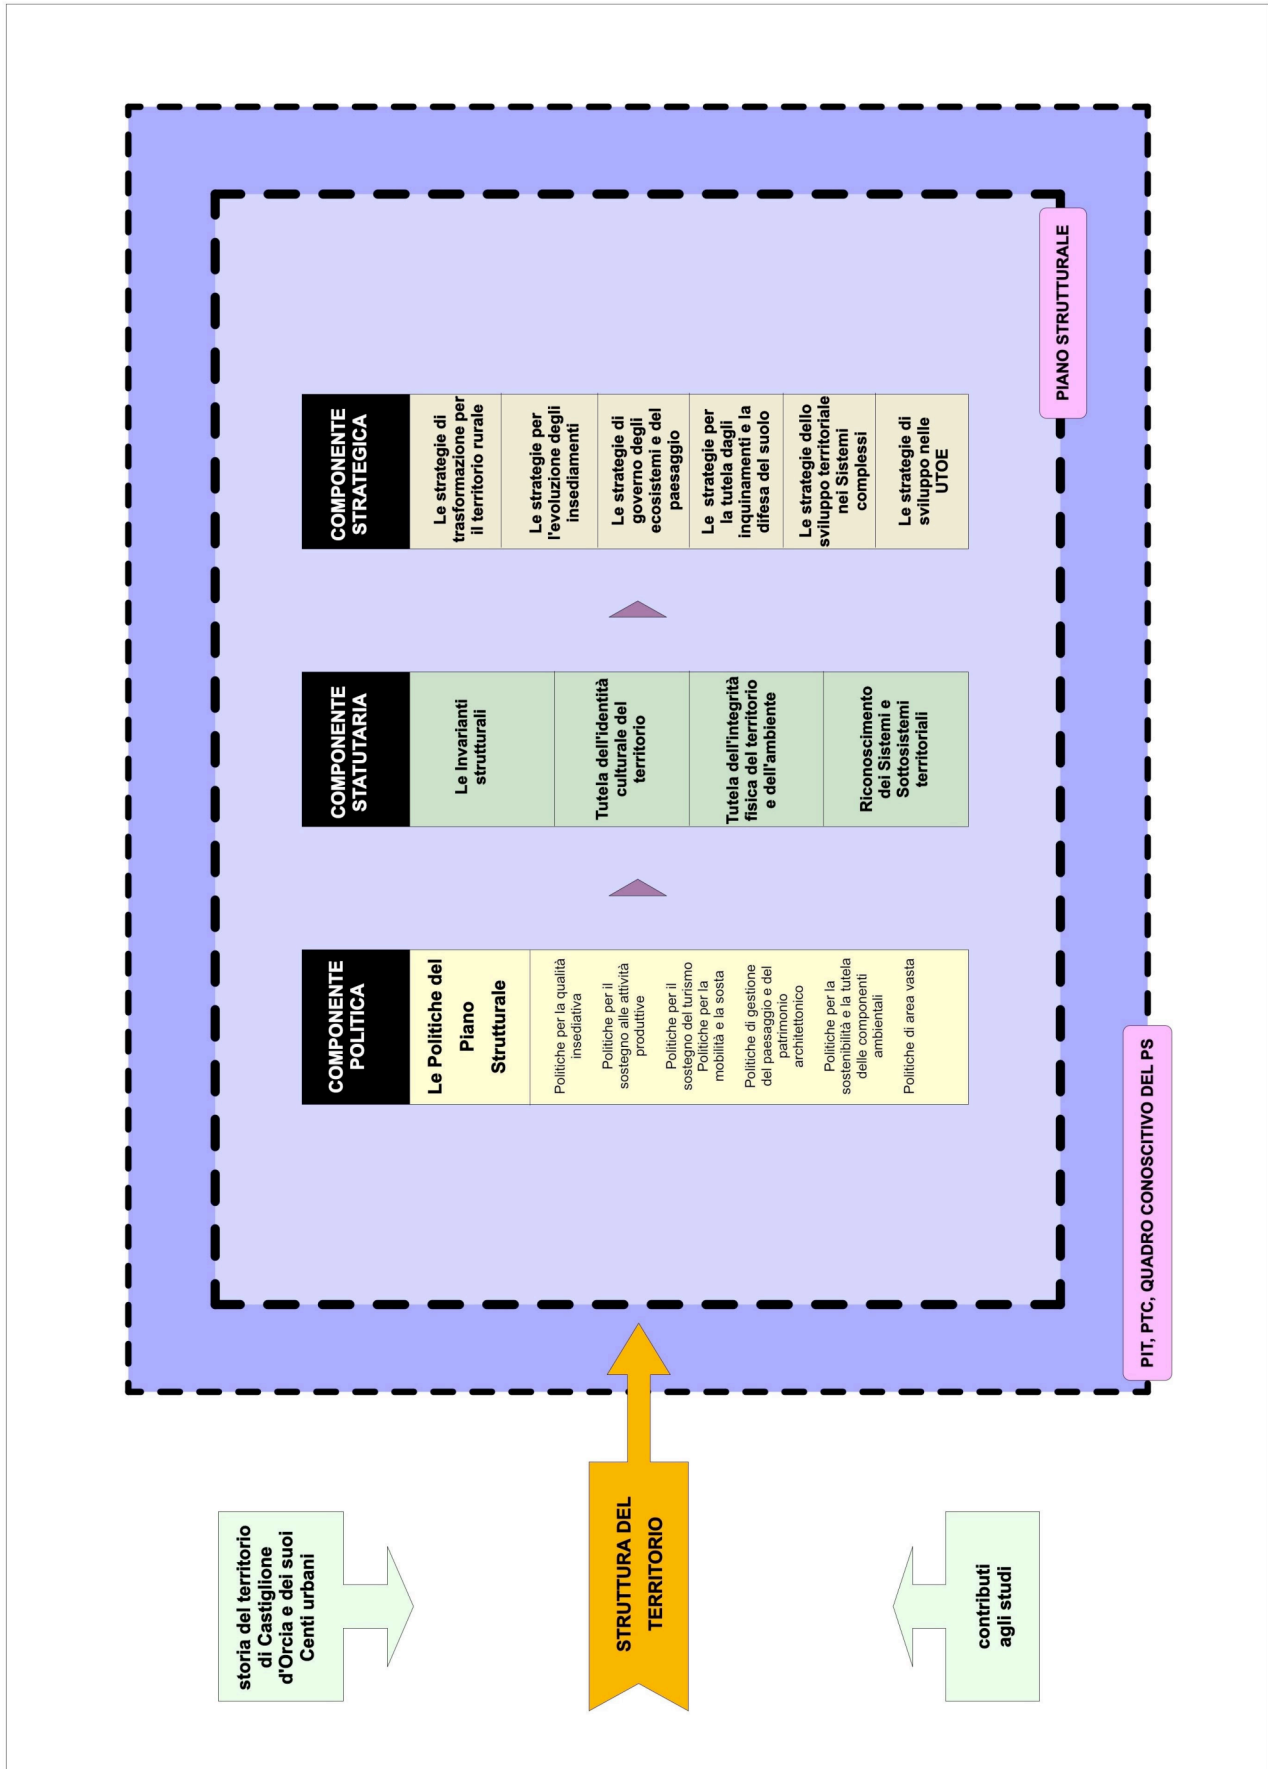 storia del territorio
di Castiglione
d'Orcia e dei suoi
Centi urbani
STRUTTURA DEL
TERRITORIO
contributi
agli studi
COMPONENTE
POLITICA
Le Politiche del
Piano
Strutturale
Politiche per la qualità
insediativa
Politiche per il
sostegno alle attività
produttive
Politiche per il
sostegno del turismo
Politiche per la
mobilità e la sosta
Politiche di gestione
del paesaggio e del
patrimonio
architettonico
Politiche per la
sostenibilità e la tutela
delle componenti
ambientali
Politiche di area vasta
COMPONENTE
STATUTARIA
Le Invarianti
strutturali
Tutela dell'identità
culturale del
territorio
Tutela dell'integrità
fisica del territorio
e dell'ambiente
Riconoscimento
dei Sistemi e
Sottosistemi
territoriali
COMPONENTE
STRATEGICA
Le strategie di
trasformazione per
il territorio rurale
Le strategie per
l'evoluzione degli
insediamenti
Le strategie di
governo degli
ecosistemi e del
paesaggio
Le strategie per
la tutela dagli
inquinamenti e la
difesa del suolo
Le strategie dello
sviluppo territoriale
nei Sistemi
complessi
Le strategie di
sviluppo nelle
UTOE
PIANO STRUTTURALE
PIT, PTC, QUADRO CONOSCITIVO DEL PS